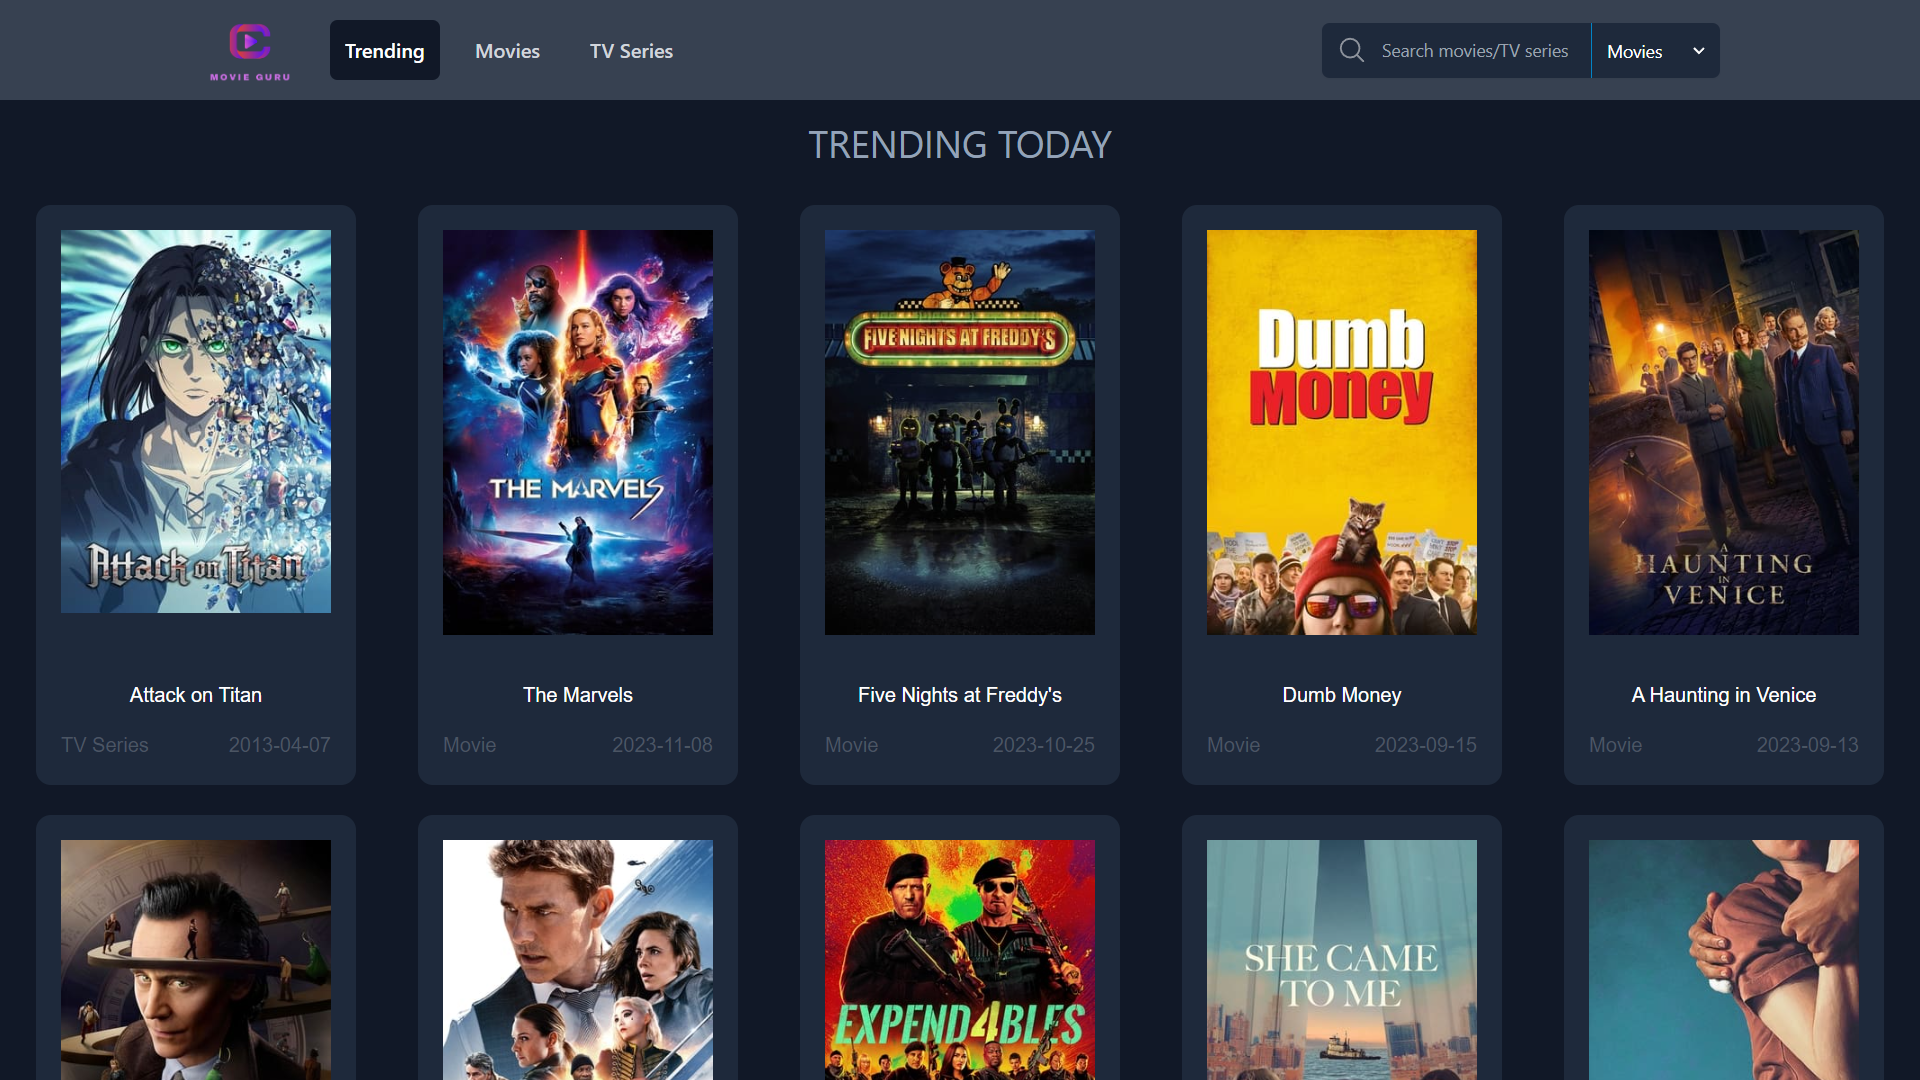 MOVIE GURU
Trending
Movies
TV Series
Search movies/TV series
Movies
TRENDING TODAY
Attack on Titan
THE MARVELS
FIVE NIGHTS AT FREDDY'S
Dumb
Money
A
HAUNTING
IN
VENICE
Attack on Titan
The Marvels
Five Nights at Freddy's
Dumb Money
A Haunting in Venice
TV Series
2013-04-07
Movie
2023-11-08
Movie
2023-10-25
Movie
2023-09-15
Movie
2023-09-13
EXPEND4BLES
SHE CAME
TO ME